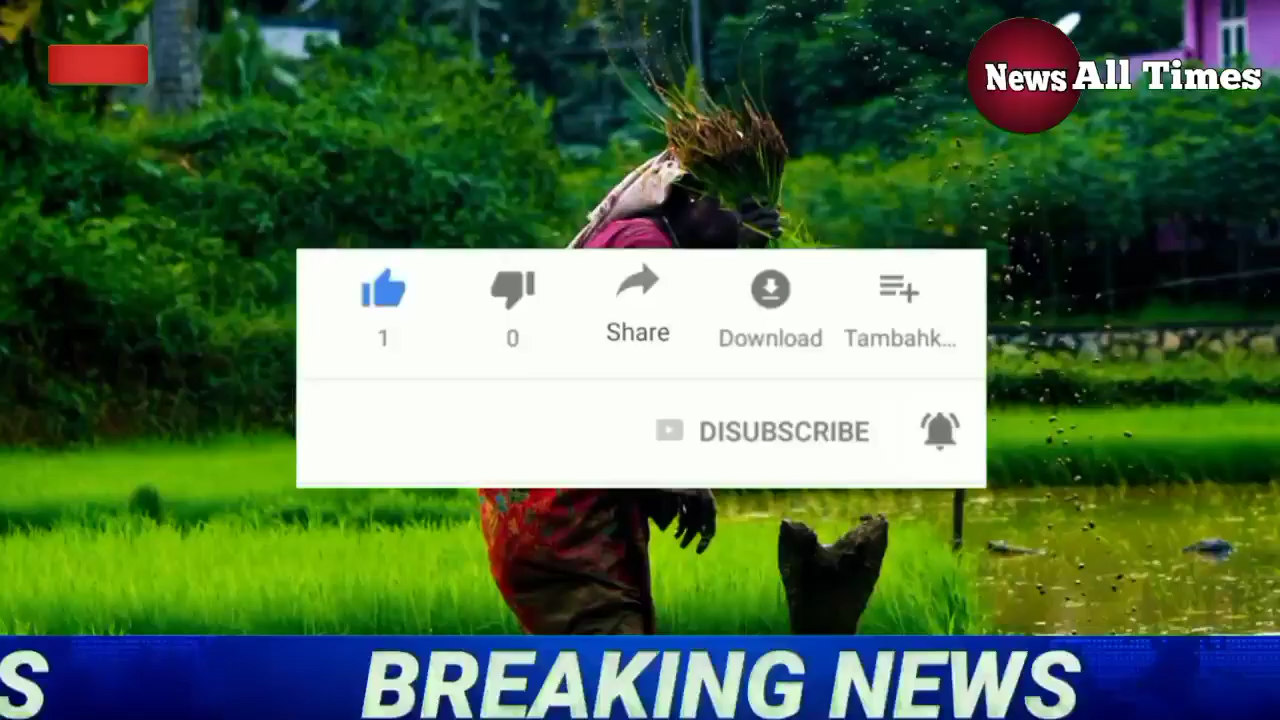 News All Times
1
0
Share
Download
Tambahk...
DISUBSCRIBE
S
BREAKING NEWS